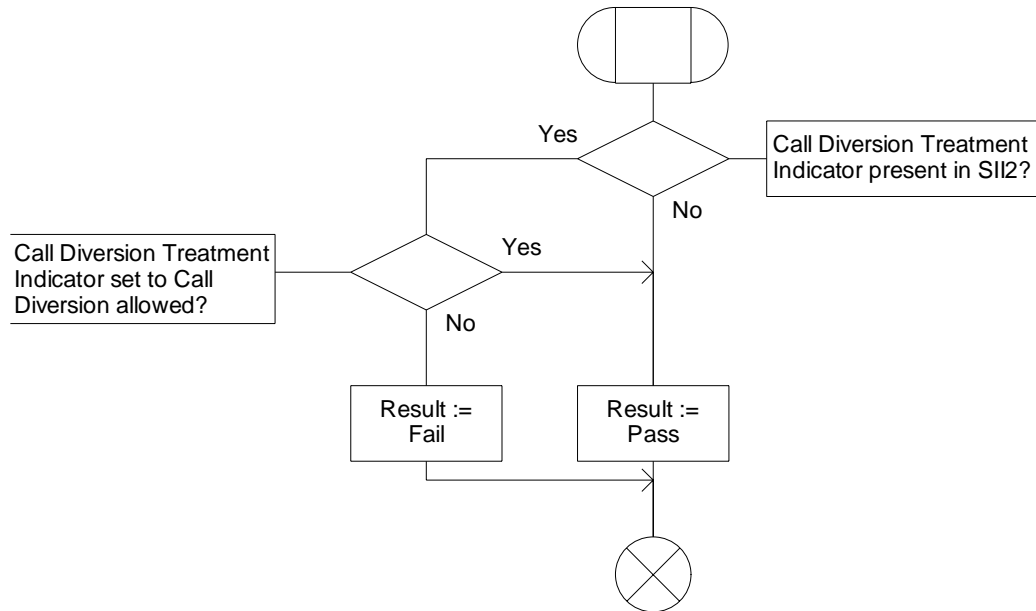 Yes
Call Diversion Treatment
Indicator present in SII2?
No
Call Diversion Treatment
Indicator set to Call
Diversion allowed?
Yes
No
Result :=
Fail
Result :=
Pass